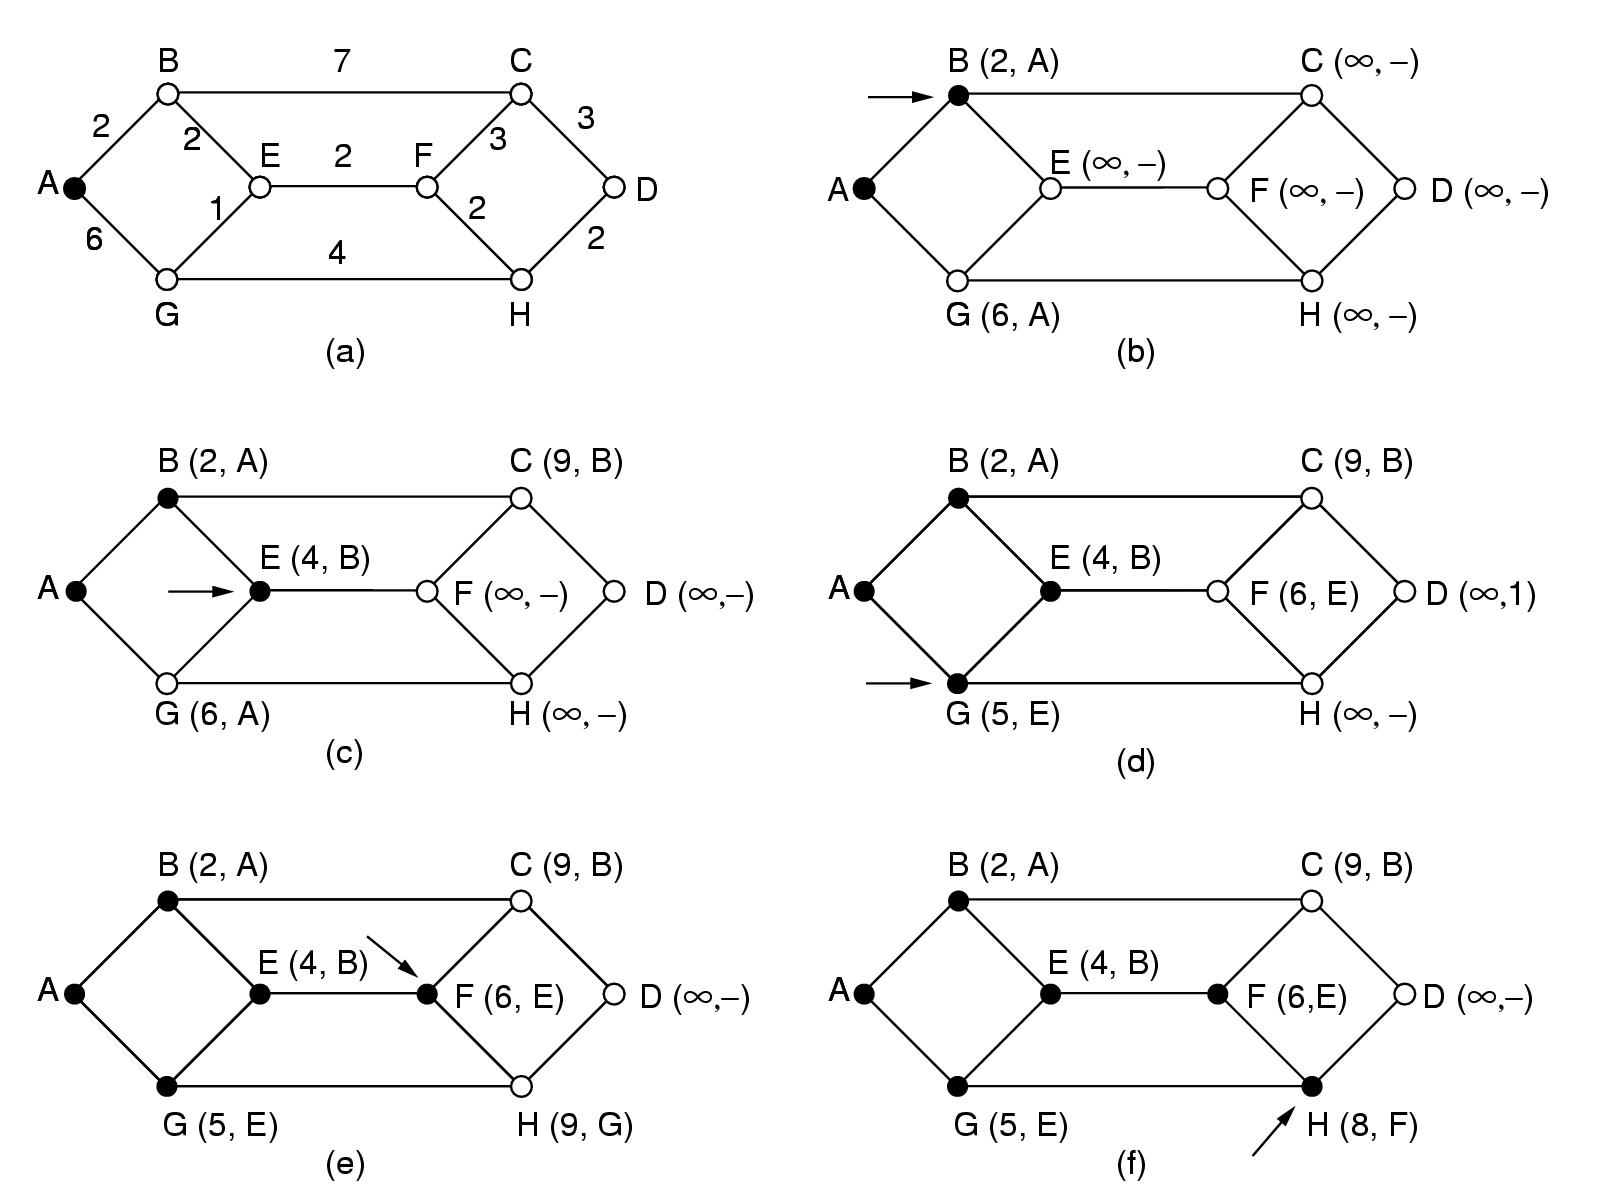 B 7 C
2 2 3 3
A E 2 F D
6 1 2 2
4
G H
(a)
B (2, A) C (∞, –)
E (∞, –)
A F (∞, –) D (∞, –)
G (6, A) H (∞, –)
(b)
B (2, A) C (9, B)
E (4, B)
A F (∞, –) D (∞,–)
G (6, A) H (∞, –)
(c)
B (2, A) C (9, B)
E (4, B)
A F (6, E) D (∞,1)
G (5, E) H (∞, –)
(d)
B (2, A) C (9, B)
E (4, B)
A F (6, E) D (∞,–)
G (5, E) H (9, G)
(e)
B (2, A) C (9, B)
E (4, B)
A F (6,E) D (∞,–)
G (5, E) H (8, F)
(f)